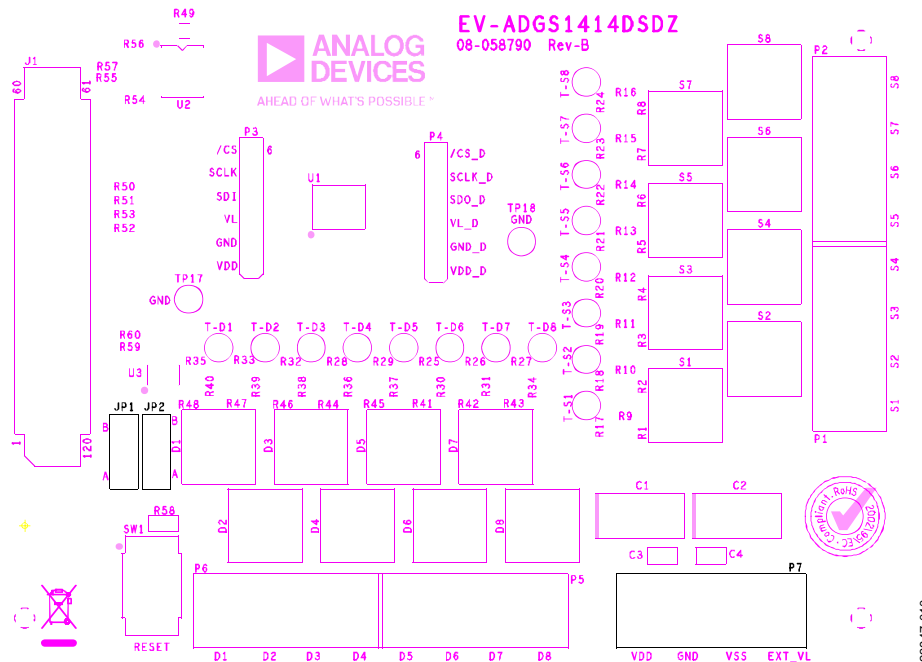 R49
EV-ADGS1414DSDZ
08-058790 Rev-B
R56
ANALOG
DEVICES
AHEAD OF WHAT'S POSSIBLE™
J1
60
61
R57
R55
R54
U2
P3
6
/CS
SCLK
SDI
VL
GND
VDD
U1
P4
6
/CS_D
SCLK_D
SDO_D
VL_D
GND_D
VDD_D
TP18
GND
R50
R51
R53
R52
TP17
GND
T-S8
T-S7
T-S6
T-S5
T-S4
T-S3
T-S2
T-S1
R24
R23
R22
R21
R20
R19
R18
R17
R16
R15
R14
R13
R12
R11
R10
R9
R8
R7
R6
R5
R4
R3
R2
R1
S7
S5
S3
S1
S8
S6
S4
S2
P2
S8
S7
S6
S5
S4
S3
S2
S1
P1
T-D1 T-D2 T-D3 T-D4 T-D5 T-D6 T-D7 T-D8
R60
R59
U3
R35 R33 R32 R28 R29 R25 R26 R27
R40 R39 R38 R36 R37 R30 R31 R34
JP1 JP2
B
A
B
A
1
120
R48 R47 R46 R44 R45 R41 R42 R43
D1 D3 D5 D7
D2 D4 D6 D8
R58
SW1
RESET
C1 C2
C3 C4
Compliant RoHS
2002/95/EC
P6
P5
P7
D1 D2 D3 D4 D5 D6 D7 D8
VDD GND VSS EXT_VL